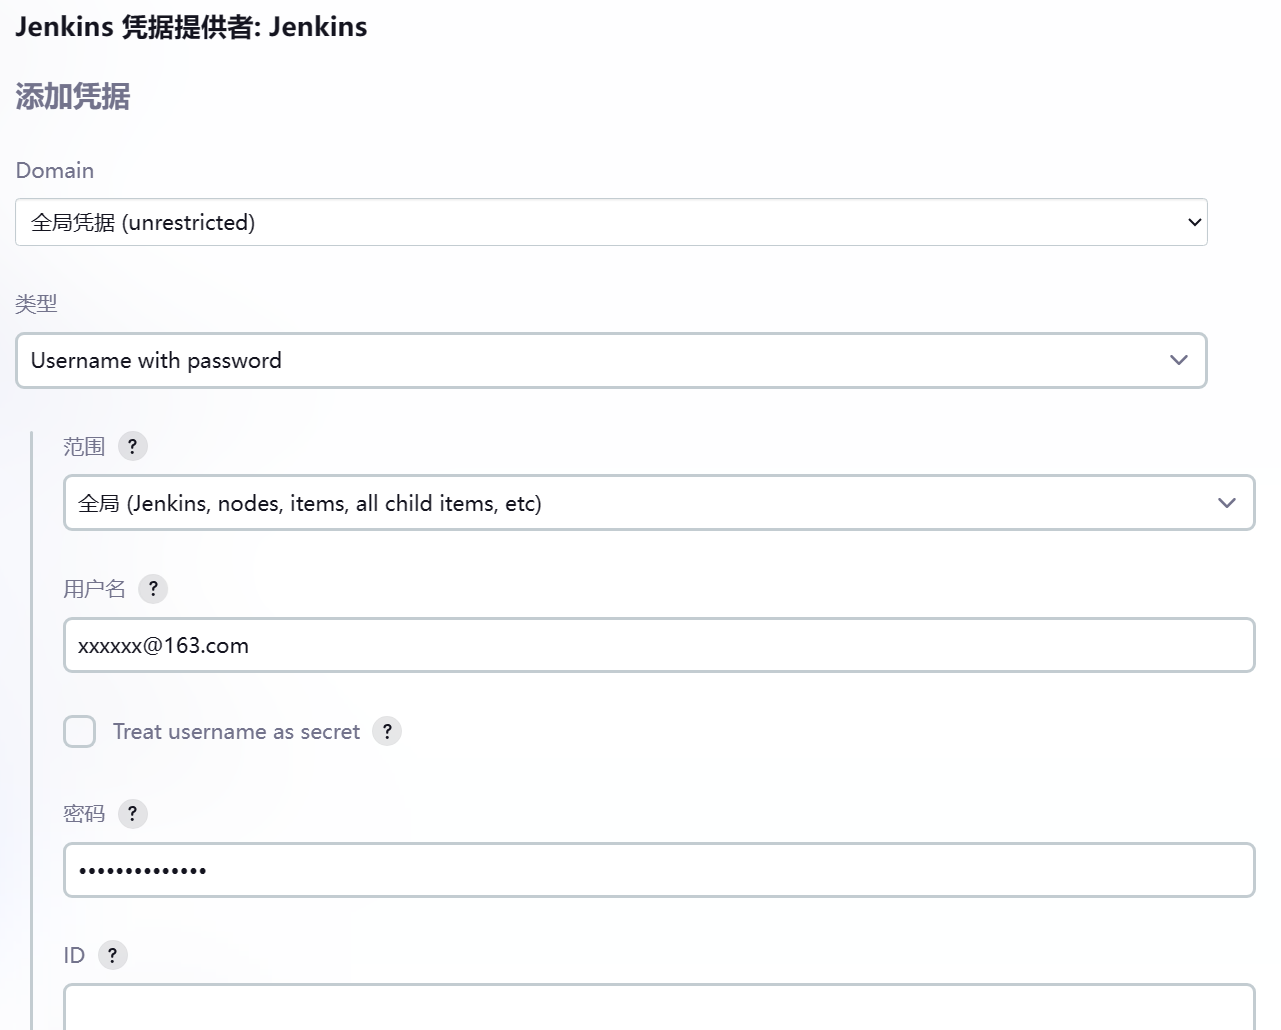 Jenkins 凭据提供者: Jenkins
添加凭据
Domain
全局凭据 (unrestricted)
类型
Username with password
范围 ?
全局 (Jenkins, nodes, items, all child items, etc)
用户名 ?
xxxxxx@163.com
Treat username as secret ?
密码 ?
••••••••••••••
ID ?